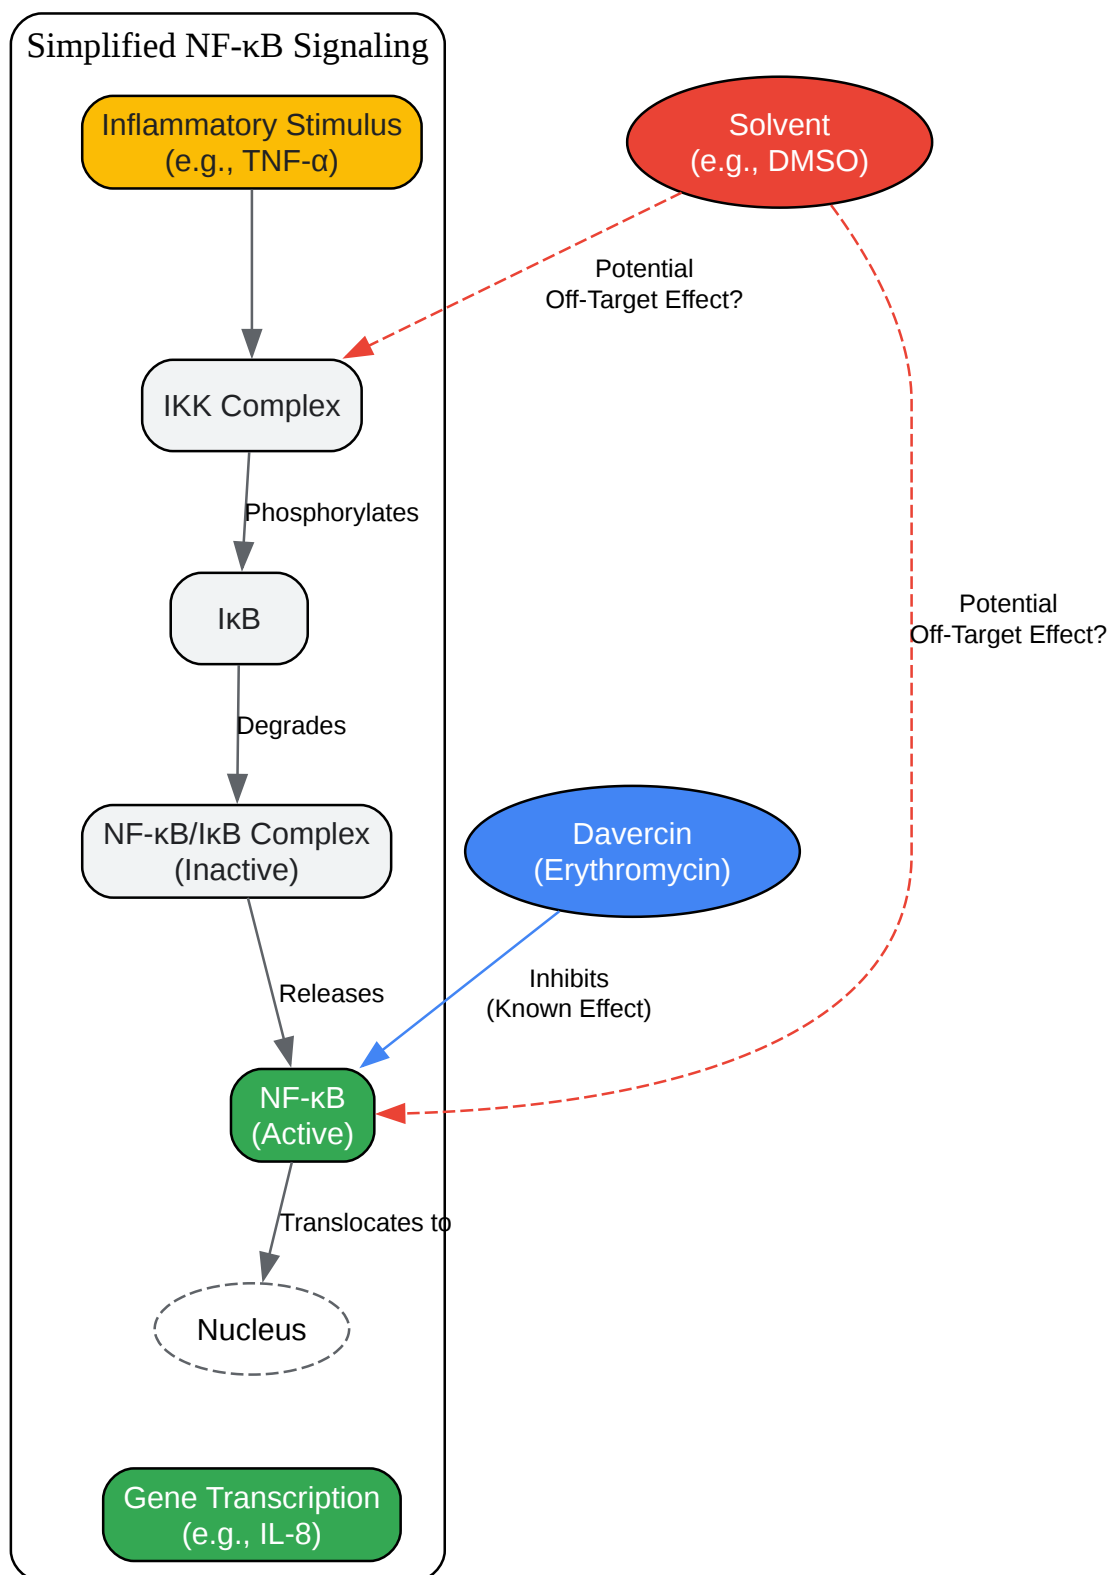 Simplified NF-κB Signaling
Inflammatory Stimulus
(e.g., TNF-α)
Solvent
(e.g., DMSO)
Potential
Off-Target Effect?
IKK Complex
Phosphorylates
IκB
Potential
Off-Target Effect?
Degrades
NF-κB/IκB Complex
(Inactive)
Davercin
(Erythromycin)
Releases
Inhibits
(Known Effect)
NF-κB
(Active)
Translocates to
Nucleus
Gene Transcription
(e.g., IL-8)